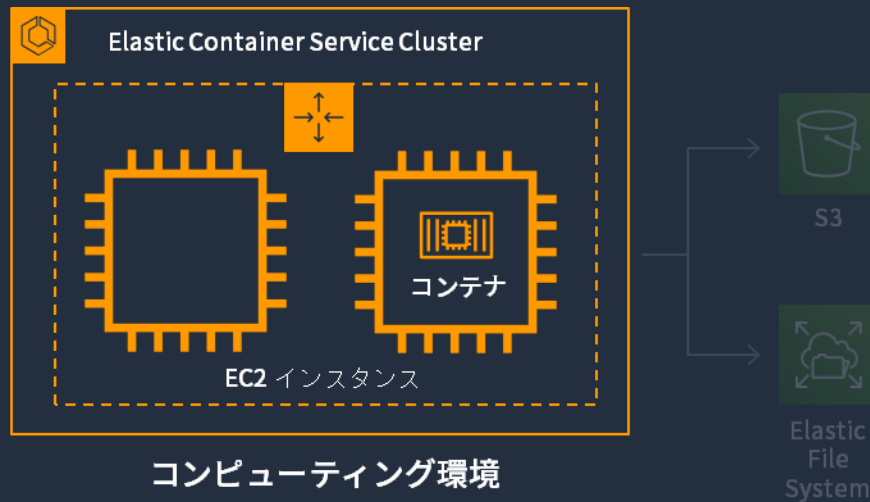 Elastic Container Service Cluster
コンテナ
EC2 インスタンス
コンピューティング環境
S3
Elastic
File
System